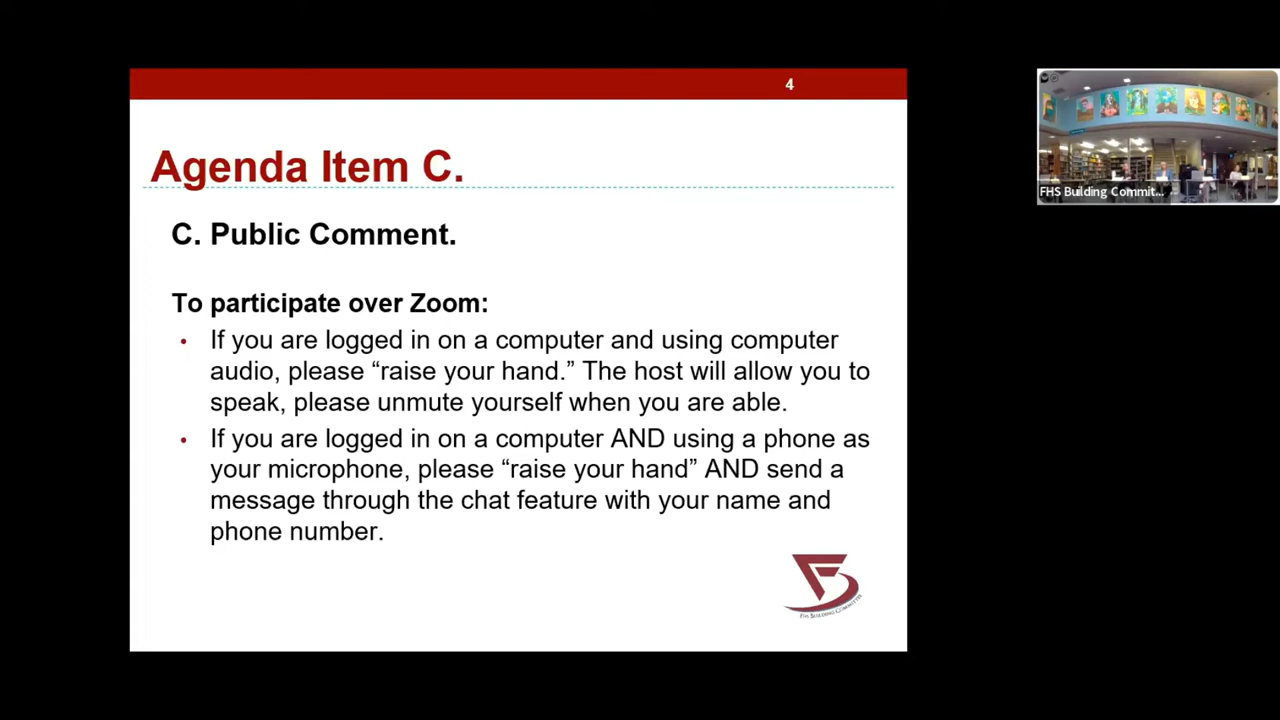 4
Agenda Item C.
C. Public Comment.
To participate over Zoom:
• If you are logged in on a computer and using computer
audio, please “raise your hand.” The host will allow you to
speak, please unmute yourself when you are able.
• If you are logged in on a computer AND using a phone as
your microphone, please “raise your hand” AND send a
message through the chat feature with your name and
phone number.
FHS BUILDING COMMITTEE
FHS Building Commit...